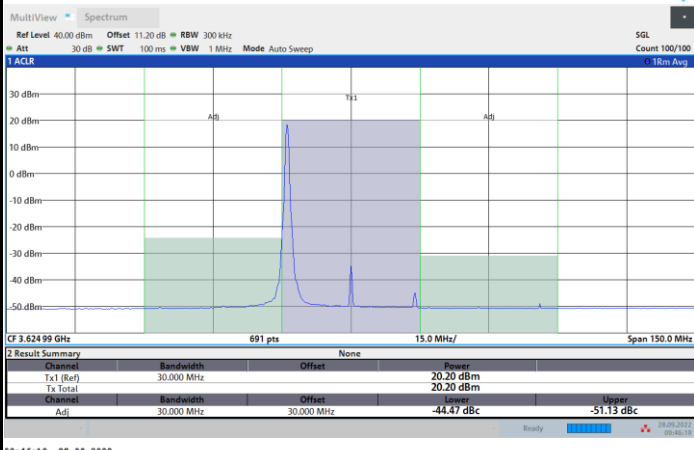 MultiView Spectrum
Ref Level 40.00 dBm Offset 11.20 dB RBW 300 kHz SGL
Att 30 dB SWT 100 ms VBW 1 MHz Mode Auto Sweep Count 100/100
1 ACLR 1Rm Avg
30 dBm
Tx1
20 dBm Adj Adj
10 dBm
0 dBm
-10 dBm
-20 dBm
-30 dBm
-40 dBm
-50 dBm
CF 3.624 99 GHz 691 pts 15.0 MHz/ Span 150.0 MHz
2 Result Summary None
Channel Bandwidth Offset Power
Tx1 (Ref) 30.000 MHz 20.20 dBm
Tx Total 20.20 dBm
Channel Bandwidth Offset Lower Upper
Adj 30.000 MHz 30.000 MHz -44.47 dBc -51.13 dBc
Ready 28.09.2022
09:46:18